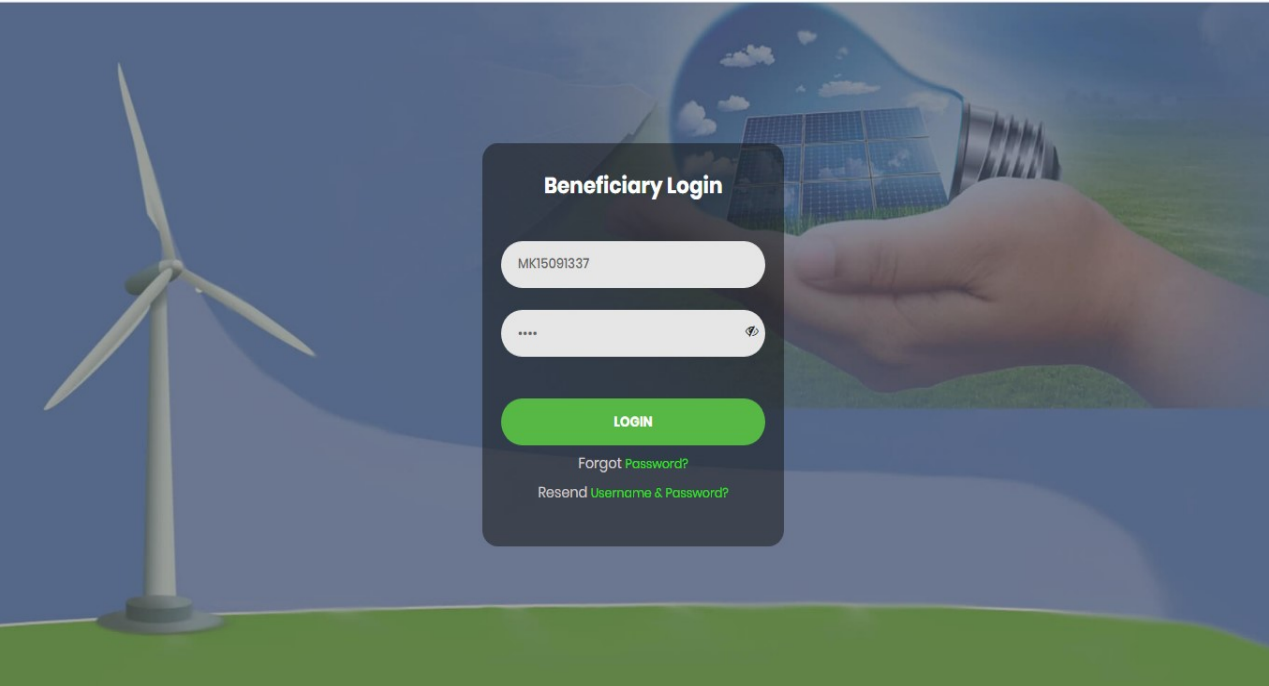 Beneficiary Login
MK15091337
••••
LOGIN
Forgot Password?
Resend Username & Password?